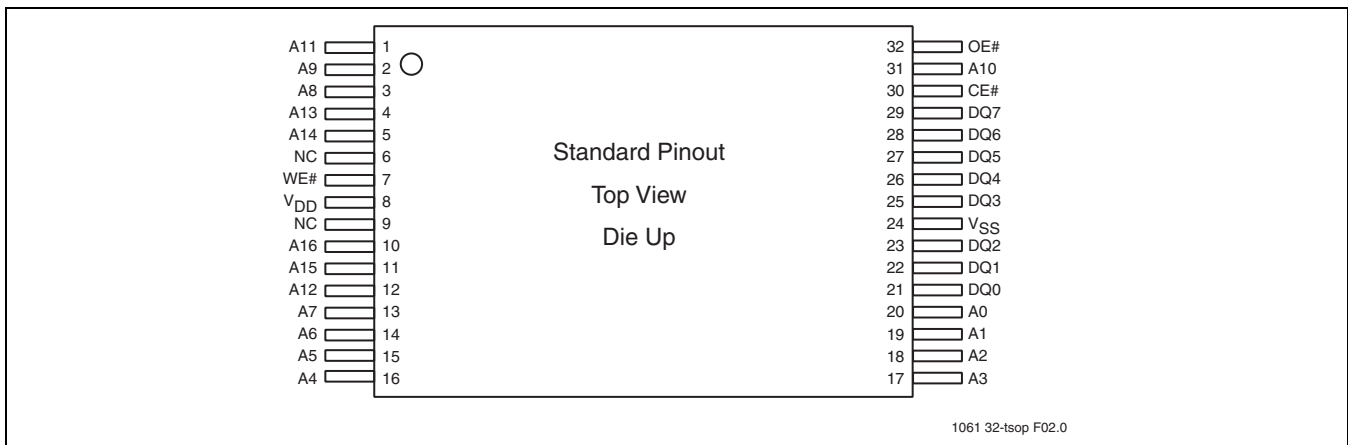 A11 1 32 OE#
A9 2 31 A10
A8 3 30 CE#
A13 4 29 DQ7
A14 5 28 DQ6
NC 6 27 DQ5
WE# 7 26 DQ4
VDD 8 25 DQ3
NC 9 24 VSS
A16 10 23 DQ2
A15 11 22 DQ1
A12 12 21 DQ0
A7 13 20 A0
A6 14 19 A1
A5 15 18 A2
A4 16 17 A3
Standard Pinout
Top View
Die Up
1061 32-tsop F02.0